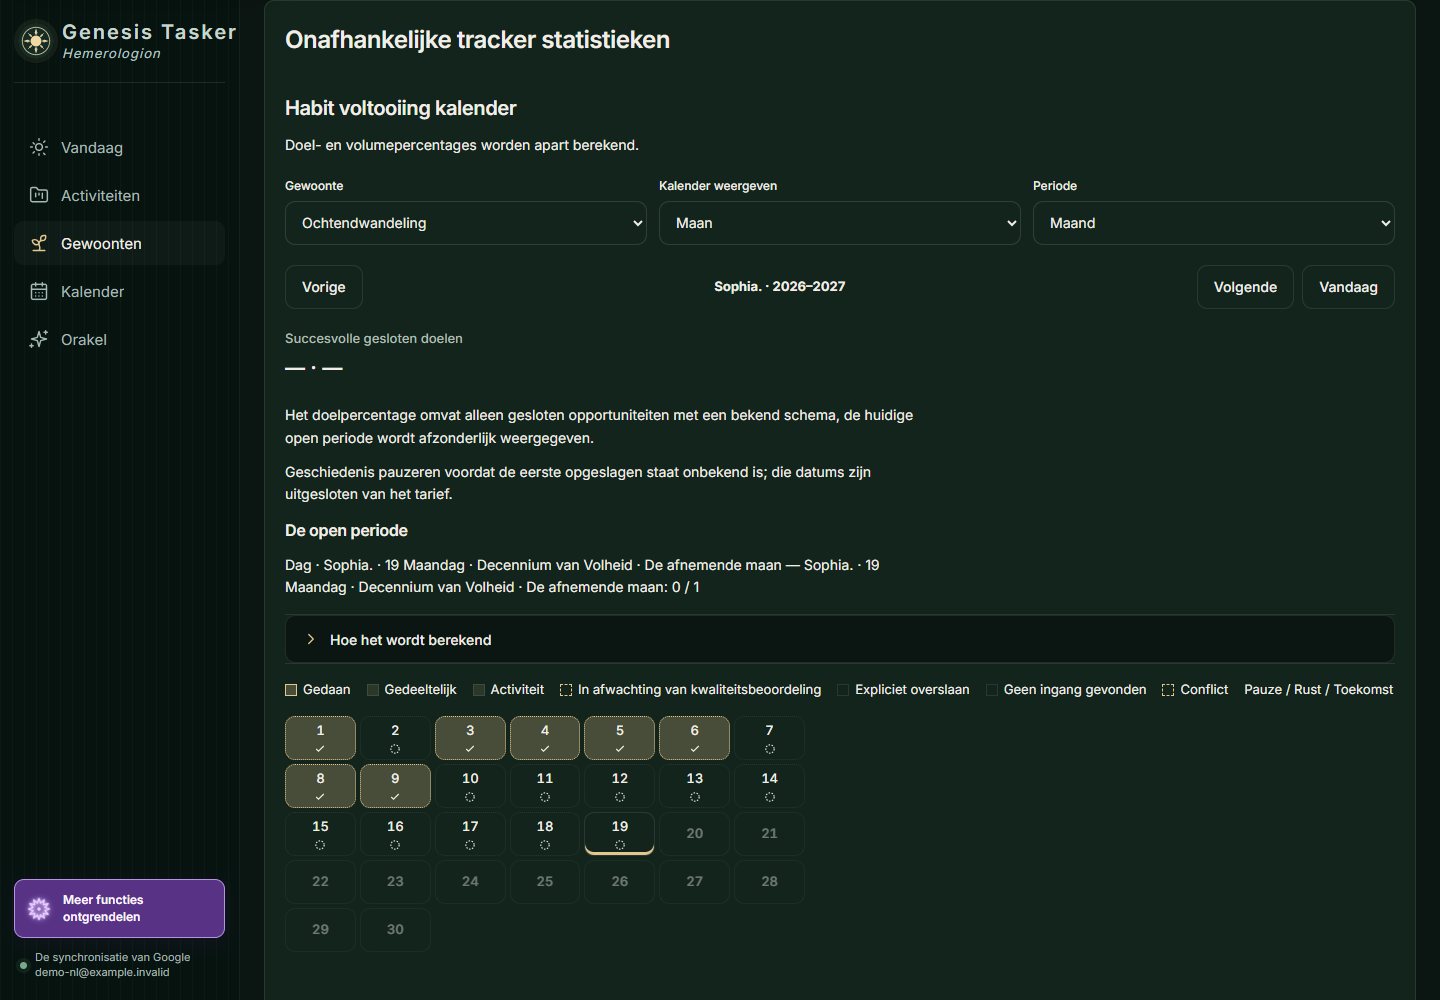 Genesis Tasker
Hemerologion
Vandaag
Activiteiten
Gewoonten
Kalender
Orakel
Meer functies
ontgrendelen
De synchronisatie van Google
demo-nl@example.invalid
Onafhankelijke tracker statistieken
Habit voltooiing kalender
Doel- en volumepercentages worden apart berekend.
Gewoonte Kalender weergeven Periode
Ochtendwandeling Maan Maand
Vorige Sophia. · 2026–2027 Volgende Vandaag
Succesvolle gesloten doelen
— · —
Het doelpercentage omvat alleen gesloten opportuniteiten met een bekend schema, de huidige
open periode wordt afzonderlijk weergegeven.
Geschiedenis pauzeren voordat de eerste opgeslagen staat onbekend is; die datums zijn
uitgesloten van het tarief.
De open periode
Dag · Sophia. · 19 Maandag · Decennium van Volheid · De afnemende maan — Sophia. · 19
Maandag · Decennium van Volheid · De afnemende maan: 0 / 1
Hoe het wordt berekend
Gedaan Gedeeltelijk Activiteit In afwachting van kwaliteitsbeoordeling Expliciet overslaan Geen ingang gevonden Conflict Pauze / Rust / Toekomst
1 2 3 4 5 6 7
8 9 10 11 12 13 14
15 16 17 18 19 20 21
22 23 24 25 26 27 28
29 30